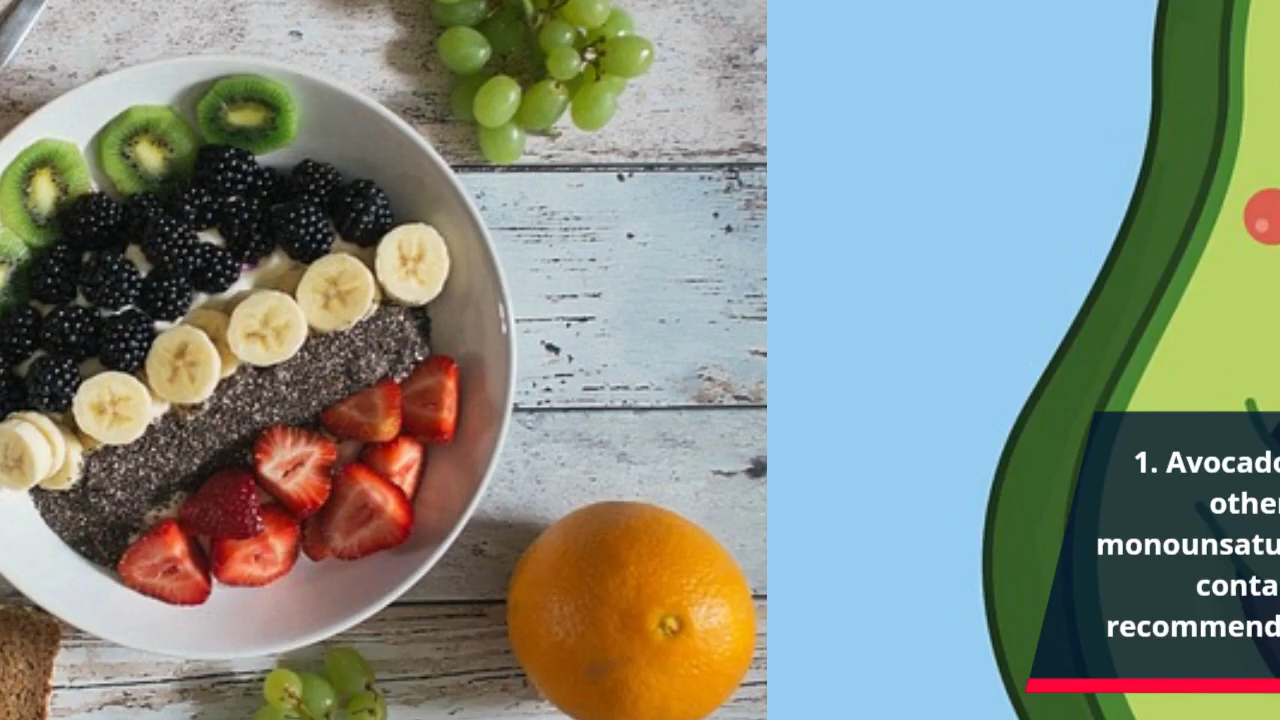 1. Avocado
other
monounsatu
conta
recommend